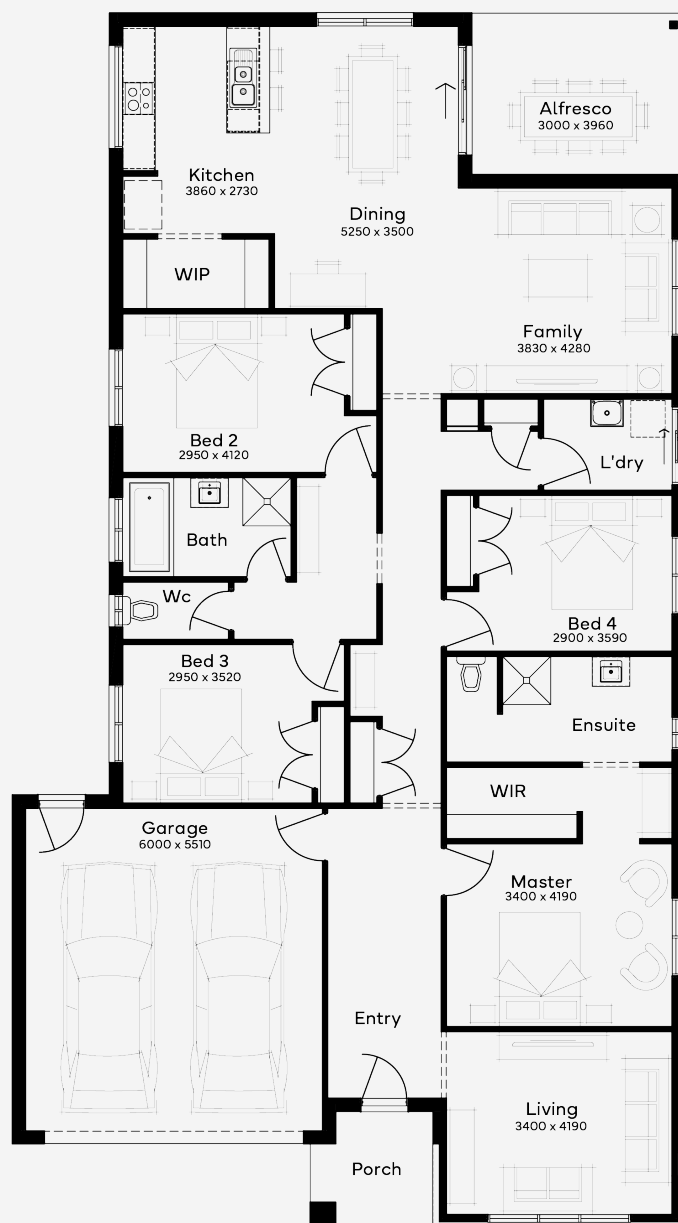 Alfresco
3000 x 3960
Kitchen
3860 x 2730
Dining
5250 x 3500
WIP
Family
3830 x 4280
Bed 2
2950 x 4120
L'dry
Bath
Wc
Bed 4
2900 x 3590
Bed 3
2950 x 3520
Ensuite
WIR
Garage
6000 x 5510
Master
3400 x 4190
Entry
Living
3400 x 4190
Porch